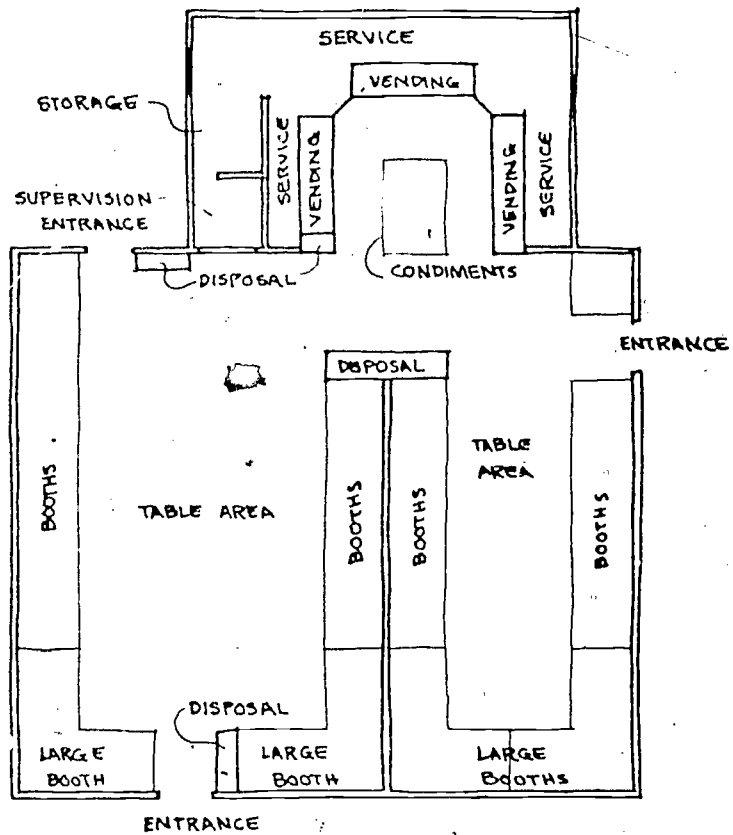 SERVICE
VENDING
STORAGE
SERVICE
VENDING
VENDING
SERVICE
SUPERVISION
ENTRANCE
DISPOSAL
CONDIMENTS
ENTRANCE
DISPOSAL
TABLE
AREA
BOOTHS
TABLE AREA
BOOTHS
BOOTHS
BOOTHS
DISPOSAL
LARGE
BOOTH
LARGE
BOOTH
LARGE
BOOTHS
ENTRANCE